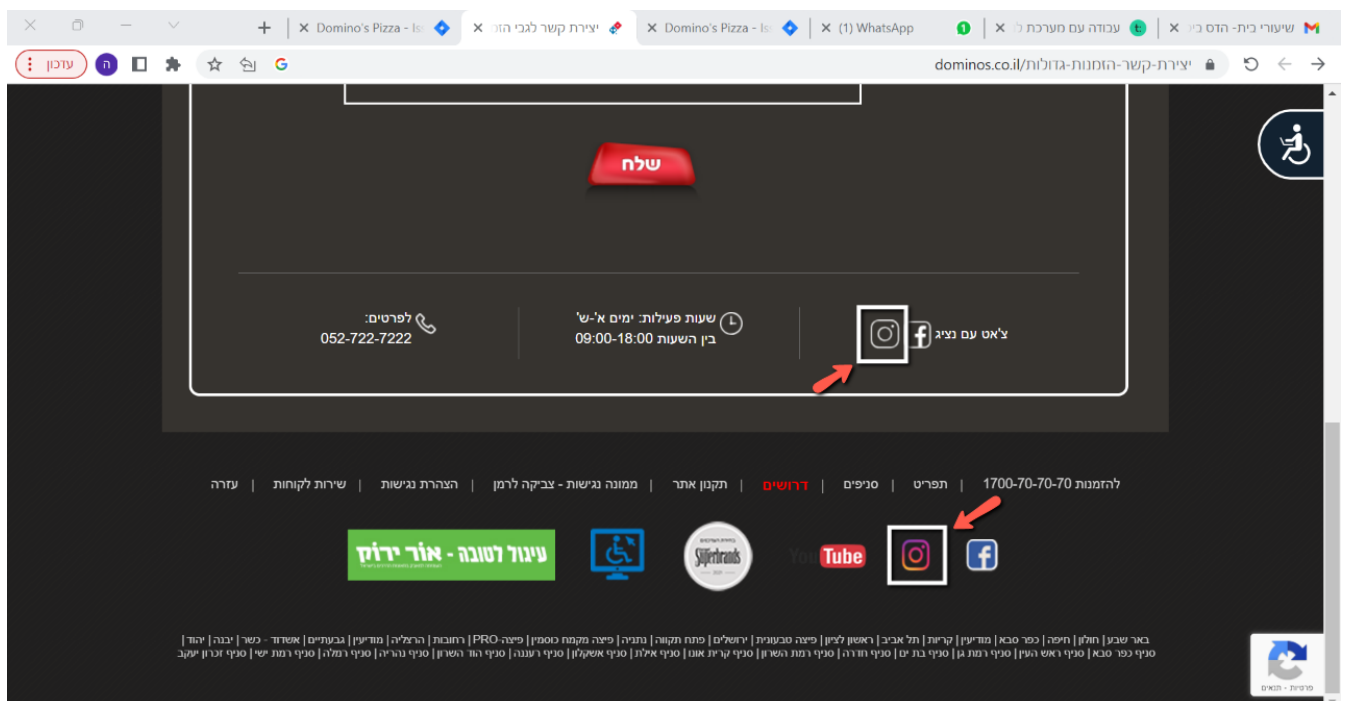 שיעורי בית- הדס בי
עבודה עם מערכת ל
(1) WhatsApp
Domino's Pizza - Is
יצירת קשר לגבי הזמ
Domino's Pizza - Is
dominos.co.il/יצירת-קשר-הזמנות-גדולות
עדכון
ה
שלח
צ'אט עם נציג
שעות פעילות: ימים א'-ש'
בין השעות 09:00-18:00
לפרטים:
052-722-7222
להזמנות 1700-70-70-70 | תפריט | סניפים | דרושים | תקנון אתר | ממונה נגישות - צביקה לרמן | הצהרת נגישות | שירות לקוחות | עזרה
YouTube
Superbrands
עיגול לטובה - אור ירוק
באר שבע | חולון | חיפה | כפר סבא | מודיעין | קריות | תל אביב | ראשון לציון | פיצה טבעונית | ירושלים | פתח תקווה | נתניה | פיצה מקמח כוסמין | פיצה-PRO | רחובות | הרצליה | מודיעין | גבעתיים | אשדוד - כשר | יבנה | יהוד |
סניף כפר סבא | סניף ראש העין | סניף רמת גן | סניף בת ים | סניף חדרה | סניף רמת השרון | סניף קרית אונו | סניף אילת | סניף אשקלון | סניף רעננה | סניף הוד השרון | סניף נהריה | סניף רמלה | סניף רמת ישי | סניף זכרון יעקב
פרטיות - תנאים